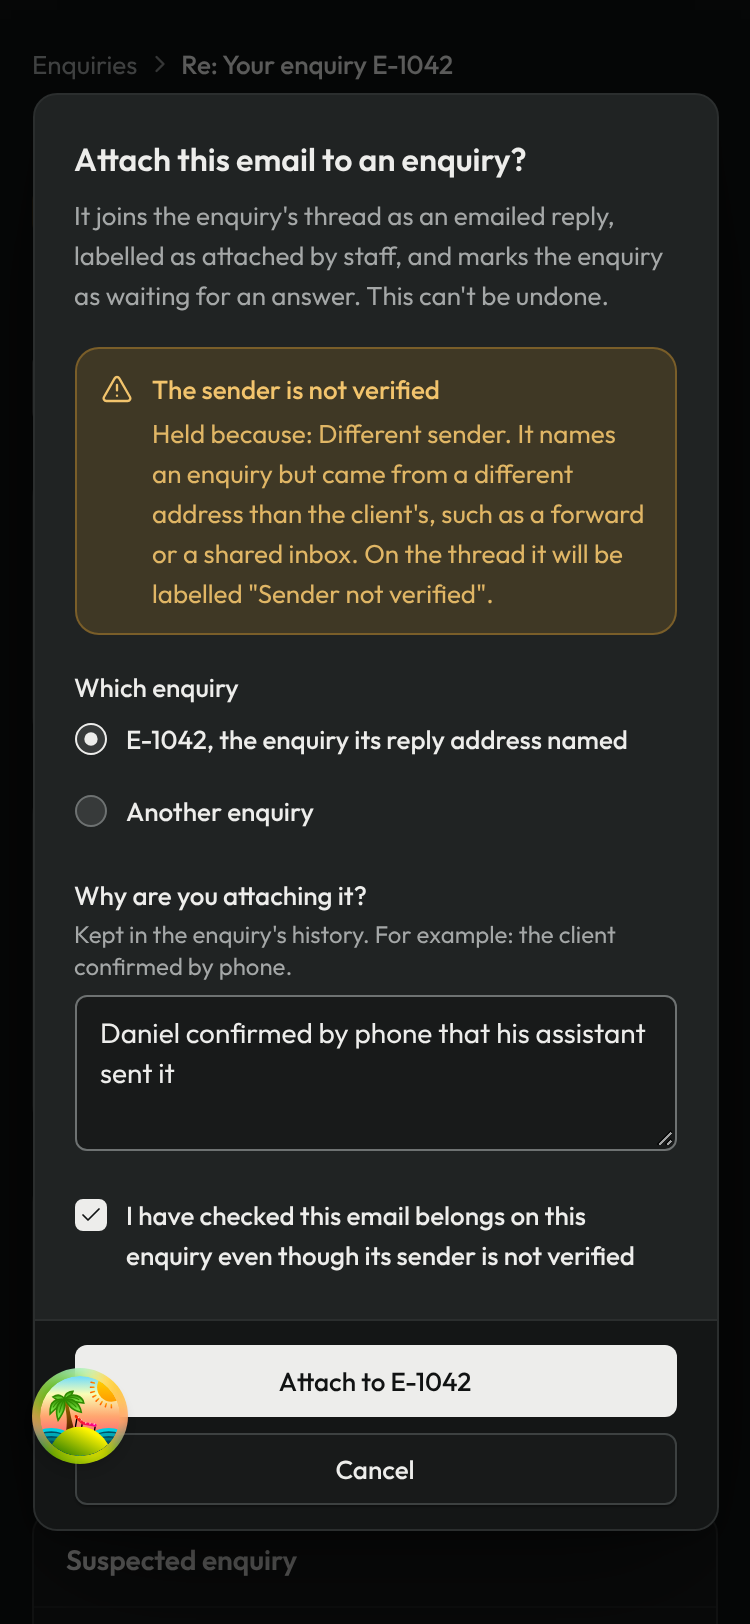 Enquiries > Re: Your enquiry E-1042
Attach this email to an enquiry?
It joins the enquiry's thread as an emailed reply,
labelled as attached by staff, and marks the enquiry
as waiting for an answer. This can't be undone.
The sender is not verified
Held because: Different sender. It names
an enquiry but came from a different
address than the client's, such as a forward
or a shared inbox. On the thread it will be
labelled "Sender not verified".
Which enquiry
E-1042, the enquiry its reply address named
Another enquiry
Why are you attaching it?
Kept in the enquiry's history. For example: the client
confirmed by phone.
Daniel confirmed by phone that his assistant
sent it
I have checked this email belongs on this
enquiry even though its sender is not verified
Attach to E-1042
Cancel
Suspected enquiry